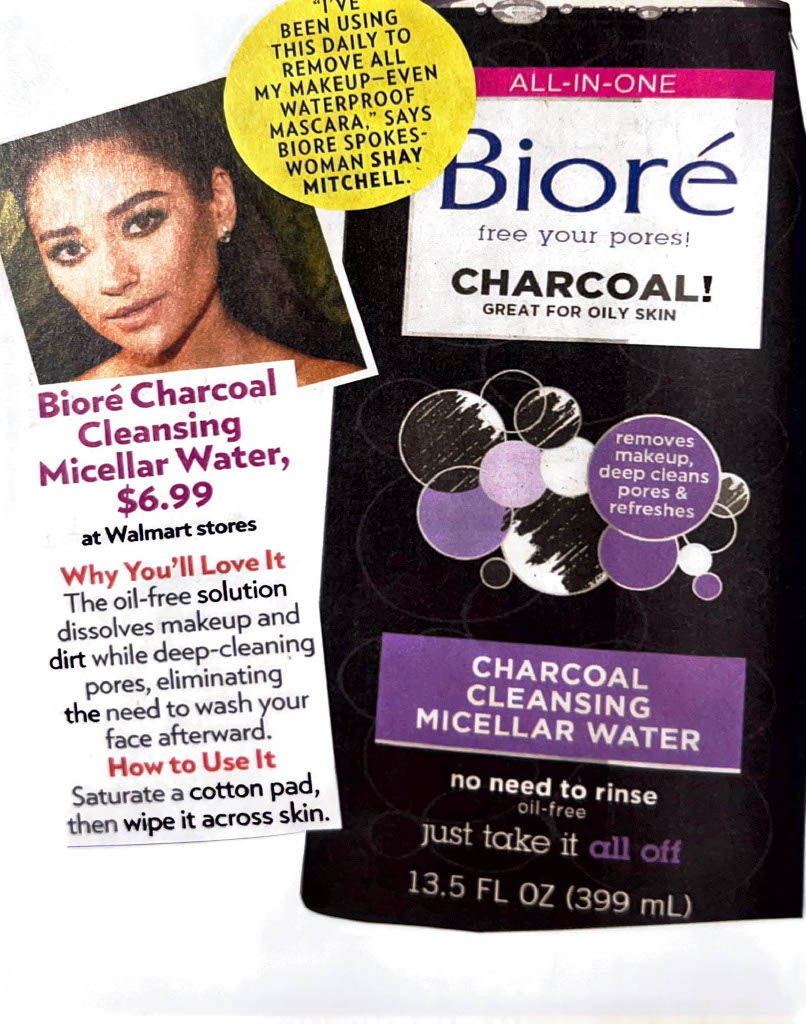 "I'VE
BEEN USING
THIS DAILY TO
REMOVE ALL
MY MAKEUP—EVEN
WATERPROOF
MASCARA," SAYS
BIORE SPOKES-
WOMAN SHAY
MITCHELL.
Bioré Charcoal
Cleansing
Micellar Water,
$6.99
at Walmart stores
Why You'll Love It
The oil-free solution
dissolves makeup and
dirt while deep-cleaning
pores, eliminating
the need to wash your
face afterward.
How to Use It
Saturate a cotton pad,
then wipe it across skin.
ALL-IN-ONE
Bioré
free your pores!
CHARCOAL!
GREAT FOR OILY SKIN
removes
makeup,
deep cleans
pores &
refreshes
CHARCOAL
CLEANSING
MICELLAR WATER
no need to rinse
oil-free
just take it all off
13.5 FL OZ (399 mL)